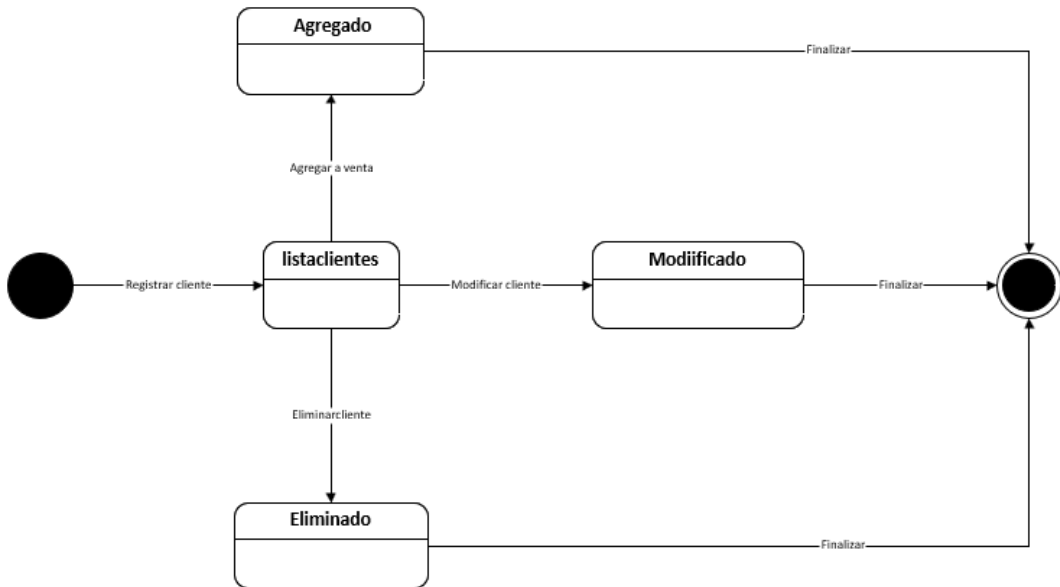 Agregado
Finalizar
Agregar a venta
listaclientes
Modiificado
Registrar cliente
Modificar cliente
Finalizar
Eliminarcliente
Eliminado
Finalizar